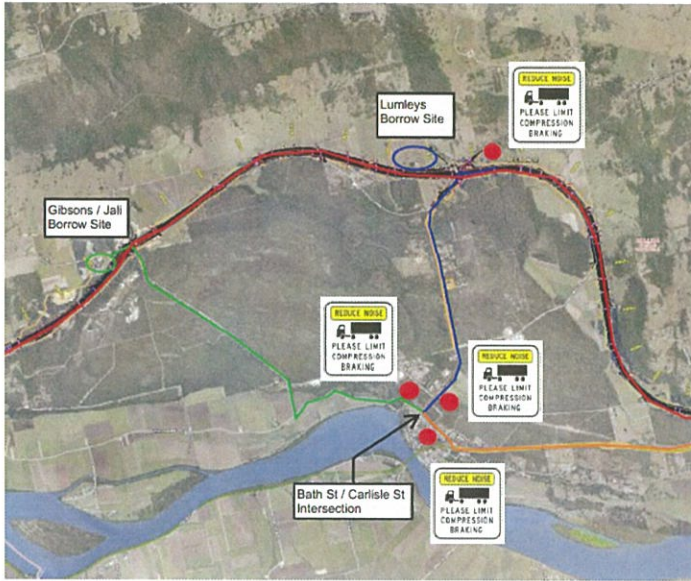 REDUCE NOISE
PLEASE LIMIT
COMPRESSION
BRAKING
Lumleys
Borrow Site
Gibsons / Jali
Borrow Site
REDUCE NOISE
PLEASE LIMIT
COMPRESSION
BRAKING
REDUCE NOISE
PLEASE LIMIT
COMPRESSION
BRAKING
Bath St / Carlisle St
Intersection
REDUCE NOISE
PLEASE LIMIT
COMPRESSION
BRAKING